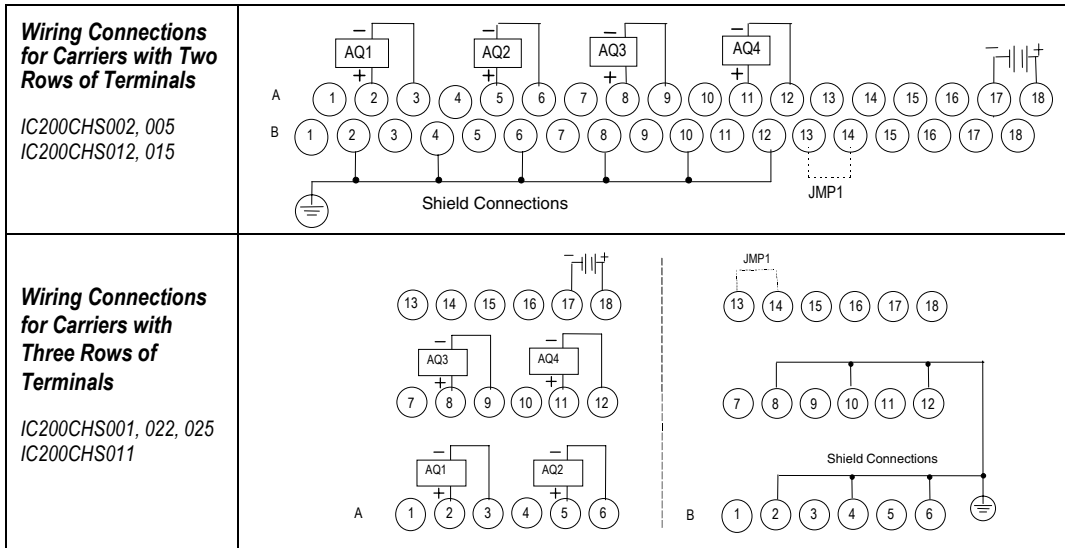 Wiring Connections
for Carriers with Two
Rows of Terminals
IC200CHS002, 005
IC200CHS012, 015
− − − −
AQ1 AQ2 AQ3 AQ4 − +
+ + + +
A 1 2 3 4 5 6 7 8 9 10 11 12 13 14 15 16 17 18
B 1 2 3 4 5 6 7 8 9 10 11 12 13 14 15 16 17 18
Shield Connections JMP1
Wiring Connections
for Carriers with
Three Rows of
Terminals
IC200CHS001, 022, 025
IC200CHS011
− +
13 14 15 16 17 18
− −
AQ3 AQ4
+ +
7 8 9 10 11 12
− −
AQ1 AQ2
+ +
A 1 2 3 4 5 6
JMP1
13 14 15 16 17 18
7 8 9 10 11 12
Shield Connections
B 1 2 3 4 5 6